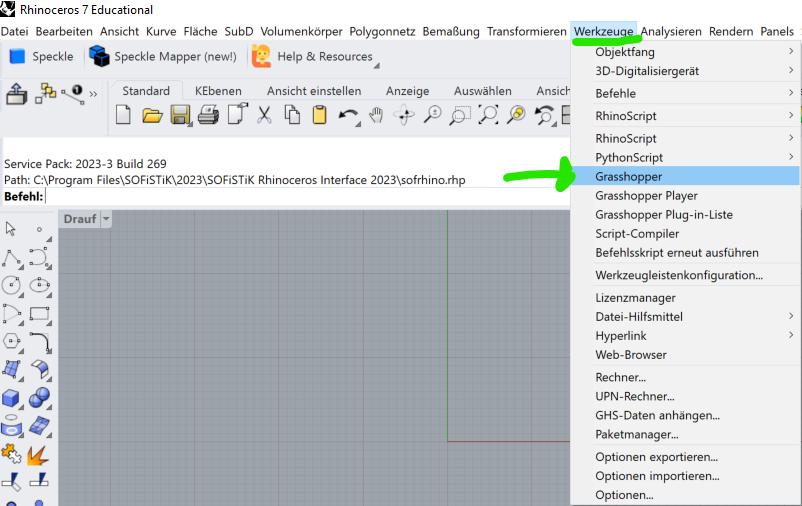 Rhinoceros 7 Educational
Datei Bearbeiten Ansicht Kurve Fläche SubD Volumenkörper Polygonnetz Bemaßung Transformieren Werkzeuge Analysieren Rendern Panels
Speckle Speckle Mapper (new!) Help & Resources
Standard KEbenen Ansicht einstellen Anzeige Auswählen Ansich
Service Pack: 2023-3 Build 269
Path: C:\Program Files\SOFiSTiK\2023\SOFiSTiK Rhinoceros Interface 2023\sofrhino.rhp
Befehl:
Drauf
Objektfang
3D-Digitalisiergerät
Befehle
RhinoScript
RhinoScript
PythonScript
Grasshopper
Grasshopper Player
Grasshopper Plug-in-Liste
Script-Compiler
Befehlsskript erneut ausführen
Werkzeugleistenkonfiguration...
Lizenzmanager
Datei-Hilfsmittel
Hyperlink
Web-Browser
Rechner...
UPN-Rechner...
GHS-Daten anhängen...
Paketmanager...
Optionen exportieren...
Optionen importieren...
Optionen...